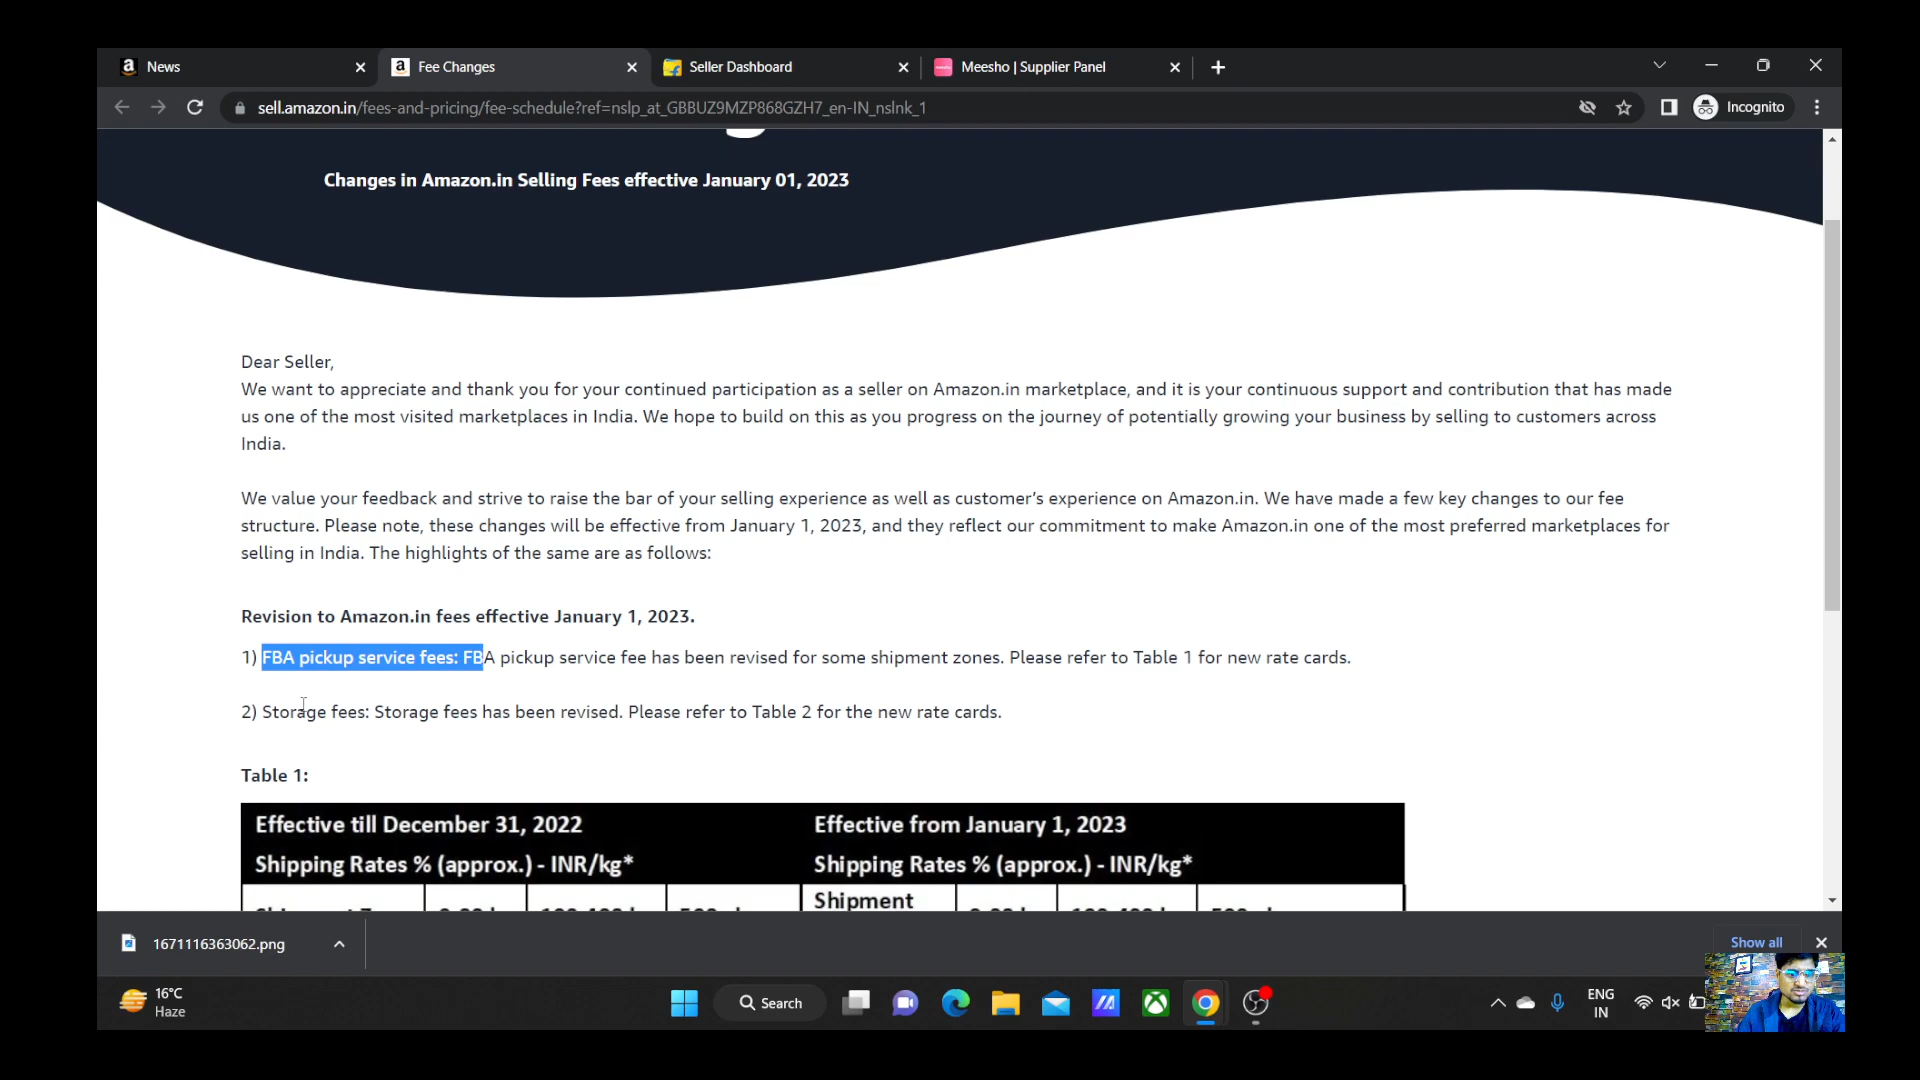 News
Fee Changes
Seller Dashboard
Meesho | Supplier Panel
sell.amazon.in/fees-and-pricing/fee-schedule?ref=nslp_at_GBBUZ9MZP868GZH7_en-IN_nslnk_1
Incognito
Changes in Amazon.in Selling Fees effective January 01, 2023
Dear Seller,
We want to appreciate and thank you for your continued participation as a seller on Amazon.in marketplace, and it is your continuous support and contribution that has made
us one of the most visited marketplaces in India. We hope to build on this as you progress on the journey of potentially growing your business by selling to customers across
India.
We value your feedback and strive to raise the bar of your selling experience as well as customer’s experience on Amazon.in. We have made a few key changes to our fee
structure. Please note, these changes will be effective from January 1, 2023, and they reflect our commitment to make Amazon.in one of the most preferred marketplaces for
selling in India. The highlights of the same are as follows:
Revision to Amazon.in fees effective January 1, 2023.
1) FBA pickup service fees: FBA pickup service fee has been revised for some shipment zones. Please refer to Table 1 for new rate cards.
2) Storage fees: Storage fees has been revised. Please refer to Table 2 for the new rate cards.
Table 1:
Effective till December 31, 2022 Effective from January 1, 2023
Shipping Rates % (approx.) - INR/kg* Shipping Rates % (approx.) - INR/kg*
Shipment
1671116363062.png
Show all
16°C
Haze
Search
ENG
IN